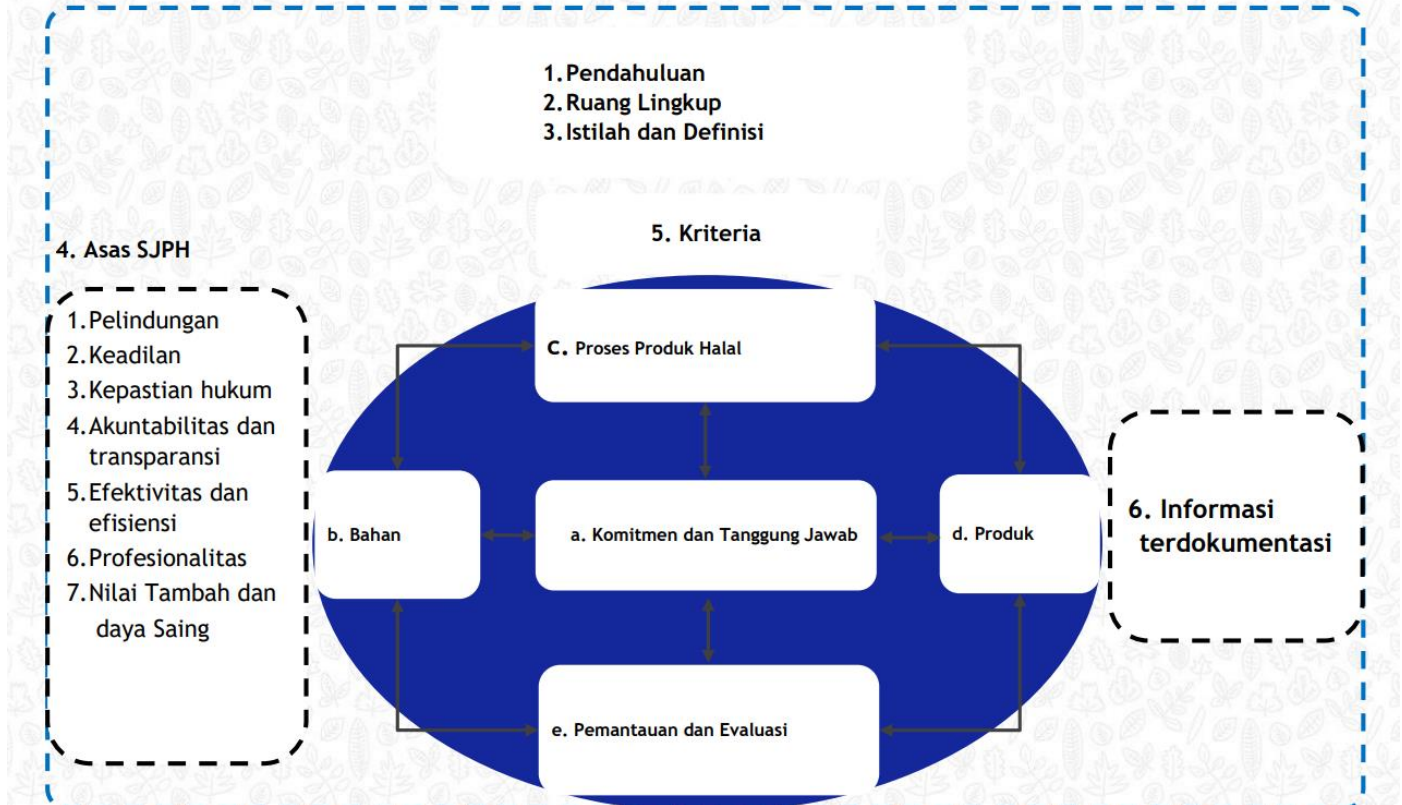 1.Pendahuluan
2.Ruang Lingkup
3.Istilah dan Definisi
5. Kriteria
4. Asas SJPH
1.Pelindungan
2.Keadilan
3.Kepastian hukum
4.Akuntabilitas dan
transparansi
5.Efektivitas dan
efisiensi
6.Profesionalitas
7.Nilai Tambah dan
daya Saing
C. Proses Produk Halal
b. Bahan
a. Komitmen dan Tanggung Jawab
d. Produk
e. Pemantauan dan Evaluasi
6. Informasi
terdokumentasi